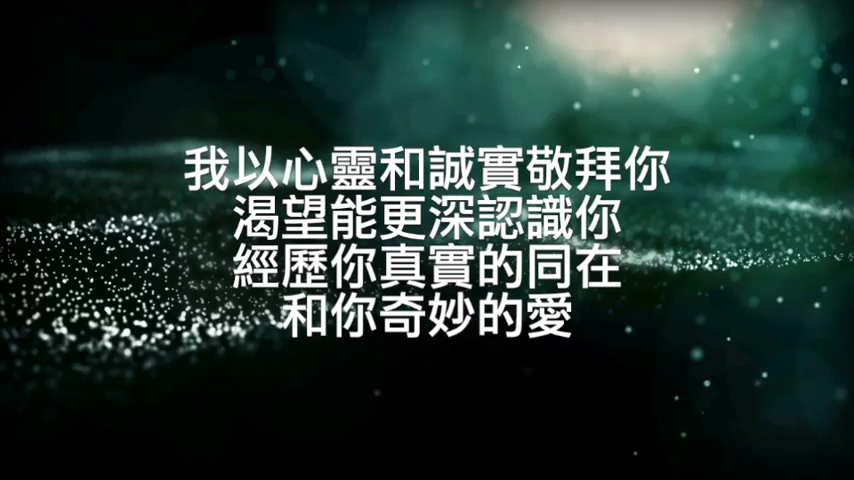 我以心靈和誠實敬拜你
渴望能更深認識你
經歷你真實的同在
和你奇妙的愛